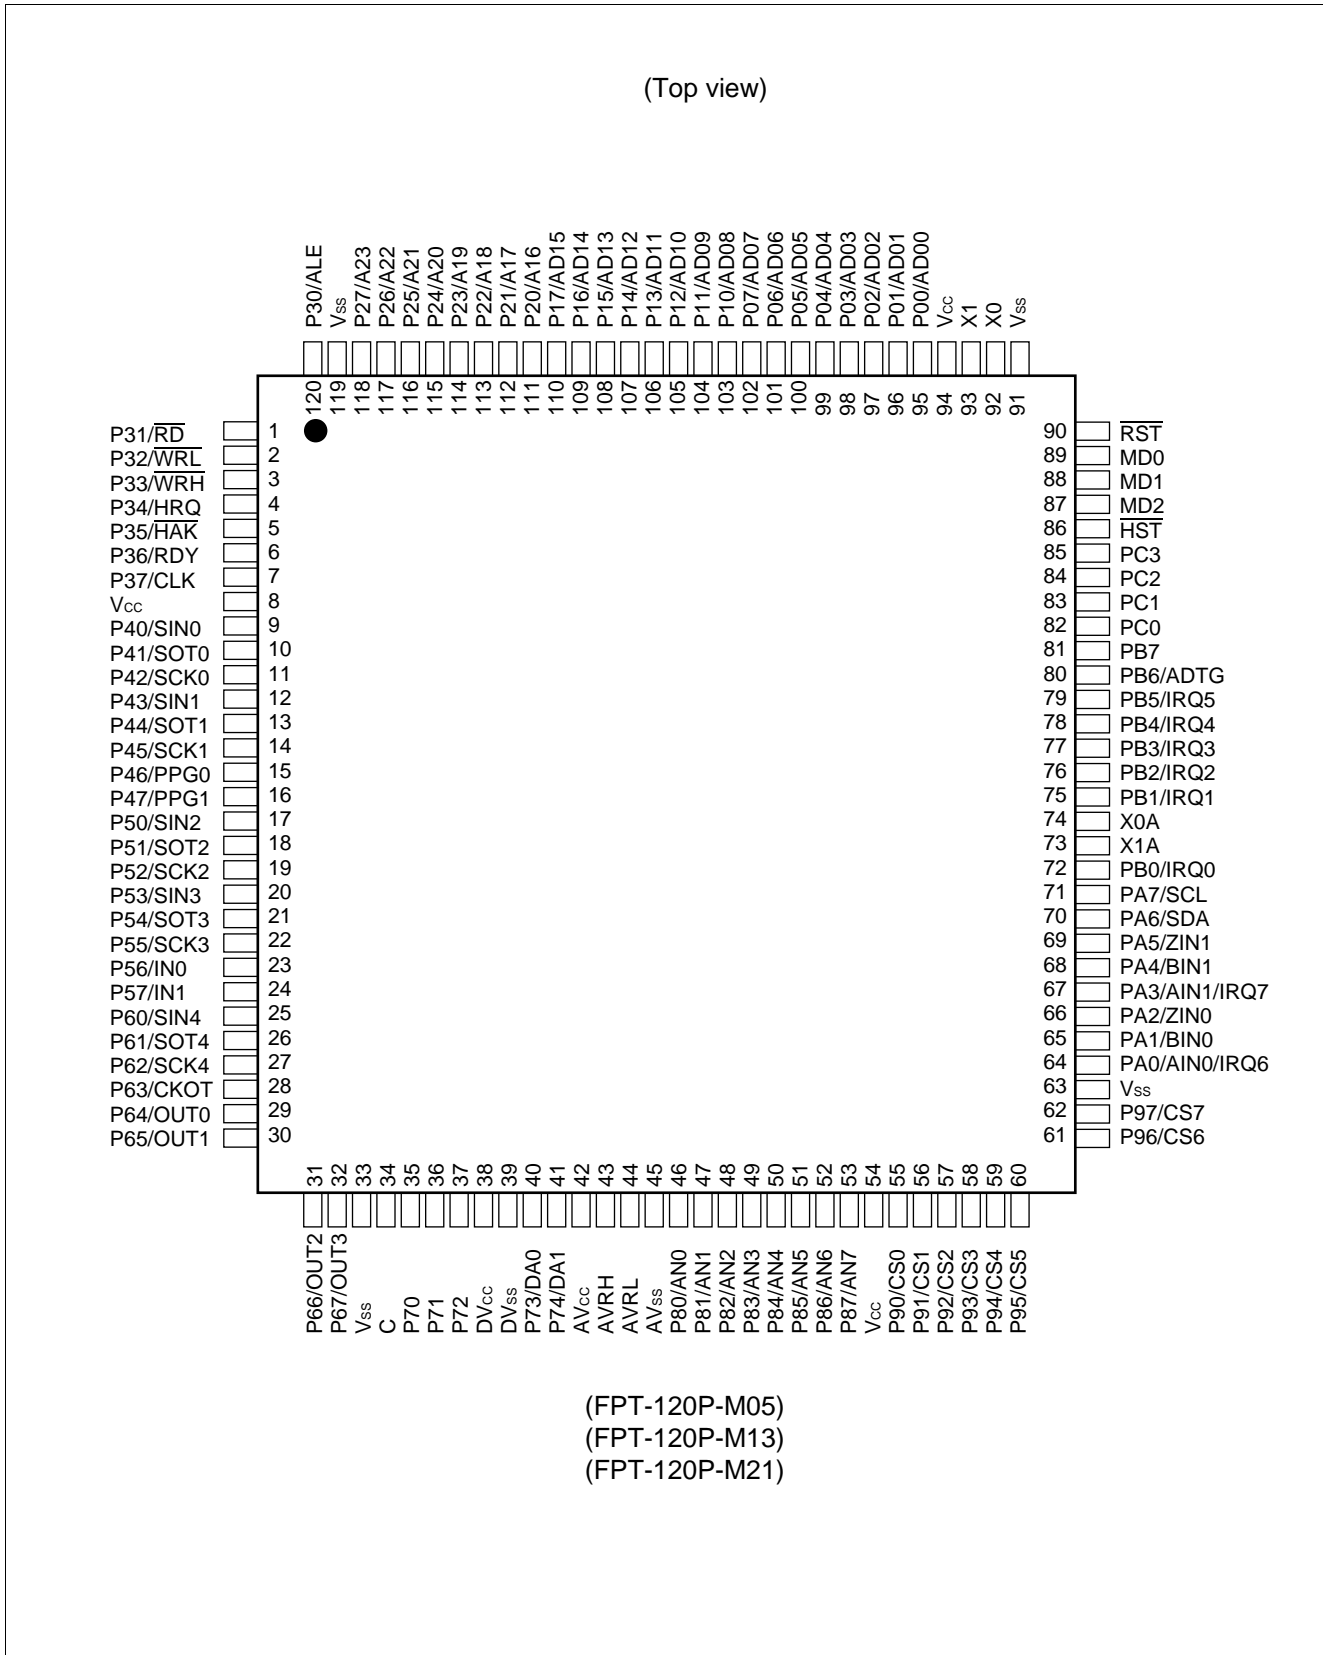 (Top view)
P30/ALE
Vss
P27/A23
P26/A22
P25/A21
P24/A20
P23/A19
P22/A18
P21/A17
P20/A16
P17/AD15
P16/AD14
P15/AD13
P14/AD12
P13/AD11
P12/AD10
P11/AD09
P10/AD08
P07/AD07
P06/AD06
P05/AD05
P04/AD04
P03/AD03
P02/AD02
P01/AD01
P00/AD00
Vcc
X1
X0
Vss
120
119
118
117
116
115
114
113
112
111
110
109
108
107
106
105
104
103
102
101
100
99
98
97
96
95
94
93
92
91
P31/RD 1
P32/WRL 2
P33/WRH 3
P34/HRQ 4
P35/HAK 5
P36/RDY 6
P37/CLK 7
Vcc 8
P40/SIN0 9
P41/SOT0 10
P42/SCK0 11
P43/SIN1 12
P44/SOT1 13
P45/SCK1 14
P46/PPG0 15
P47/PPG1 16
P50/SIN2 17
P51/SOT2 18
P52/SCK2 19
P53/SIN3 20
P54/SOT3 21
P55/SCK3 22
P56/IN0 23
P57/IN1 24
P60/SIN4 25
P61/SOT4 26
P62/SCK4 27
P63/CKOT 28
P64/OUT0 29
P65/OUT1 30
90 RST
89 MD0
88 MD1
87 MD2
86 HST
85 PC3
84 PC2
83 PC1
82 PC0
81 PB7
80 PB6/ADTG
79 PB5/IRQ5
78 PB4/IRQ4
77 PB3/IRQ3
76 PB2/IRQ2
75 PB1/IRQ1
74 X0A
73 X1A
72 PB0/IRQ0
71 PA7/SCL
70 PA6/SDA
69 PA5/ZIN1
68 PA4/BIN1
67 PA3/AIN1/IRQ7
66 PA2/ZIN0
65 PA1/BIN0
64 PA0/AIN0/IRQ6
63 Vss
62 P97/CS7
61 P96/CS6
31
32
33
34
35
36
37
38
39
40
41
42
43
44
45
46
47
48
49
50
51
52
53
54
55
56
57
58
59
60
P66/OUT2
P67/OUT3
Vss
C
P70
P71
P72
DVcc
DVss
P73/DA0
P74/DA1
AVcc
AVRH
AVRL
AVss
P80/AN0
P81/AN1
P82/AN2
P83/AN3
P84/AN4
P85/AN5
P86/AN6
P87/AN7
Vcc
P90/CS0
P91/CS1
P92/CS2
P93/CS3
P94/CS4
P95/CS5
(FPT-120P-M05)
(FPT-120P-M13)
(FPT-120P-M21)